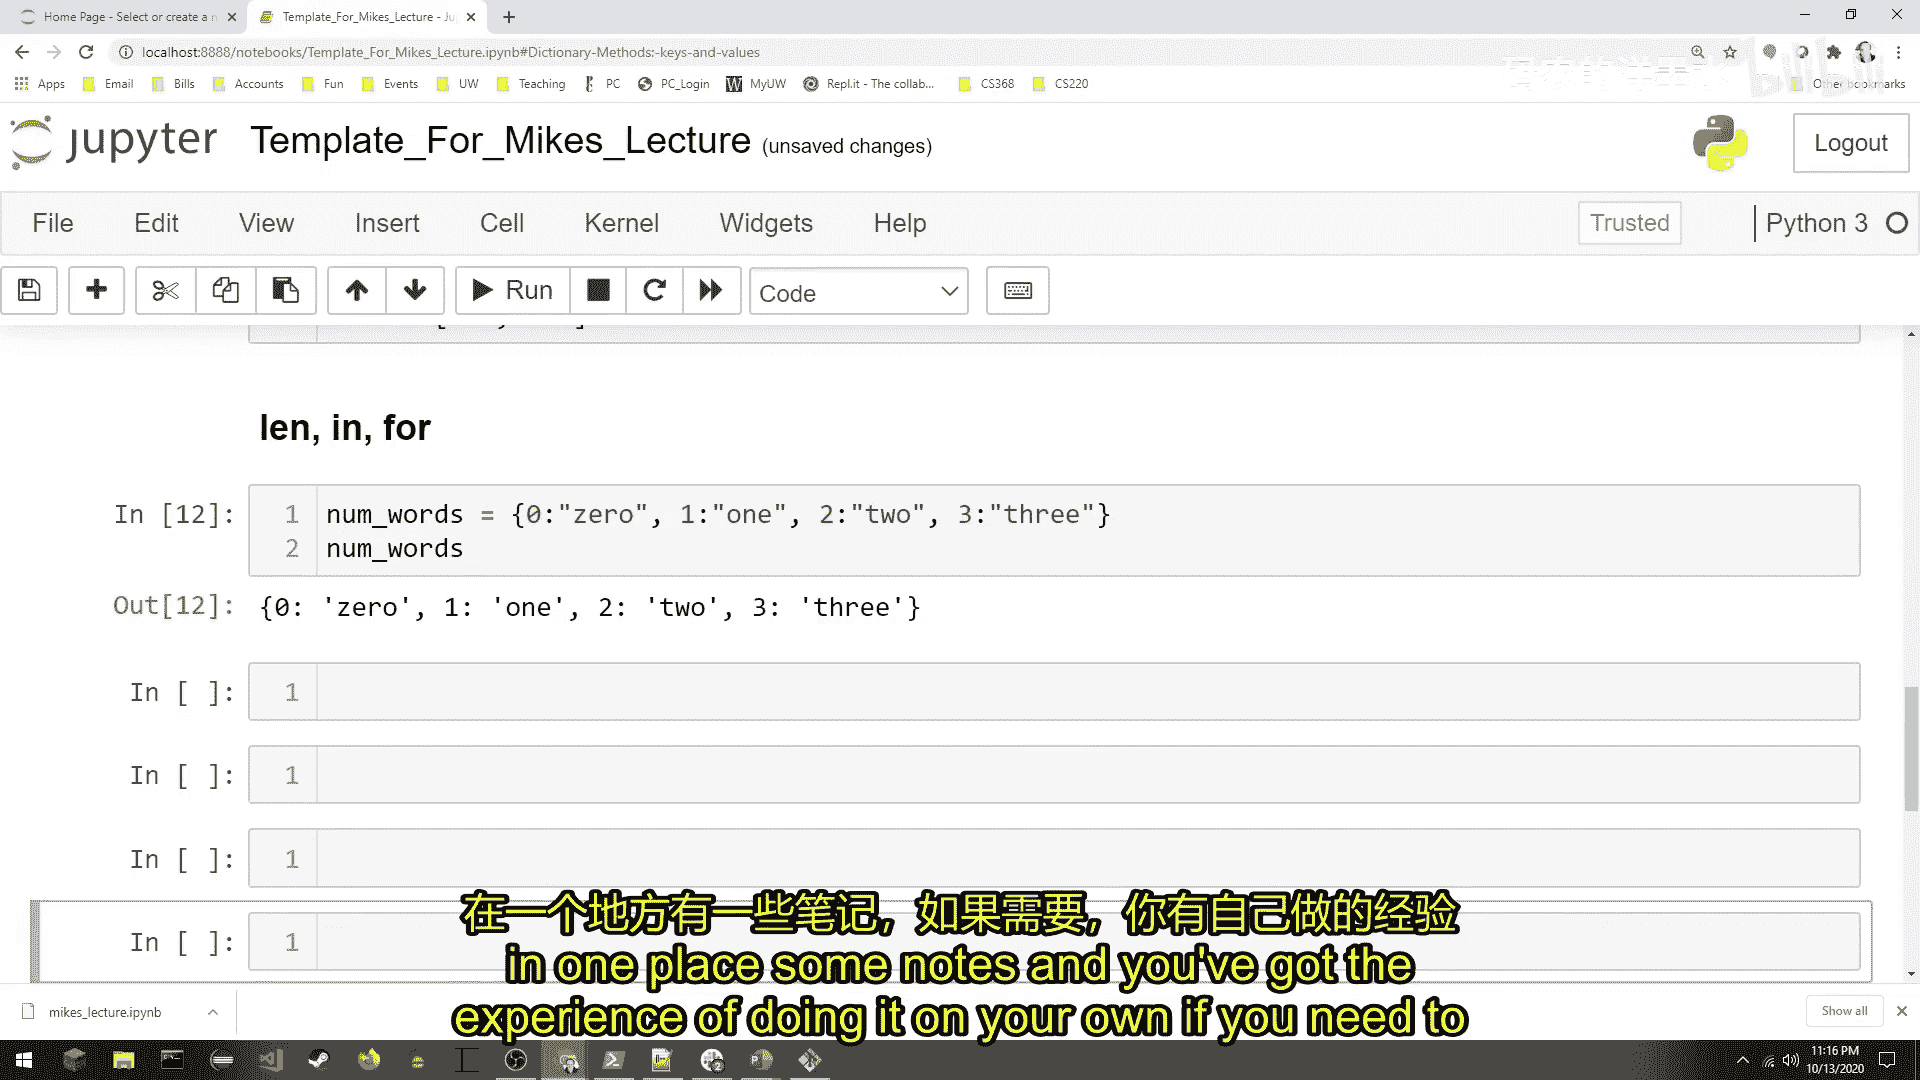 Home Page - Select or create a n
Template_For_Mikes_Lecture - Ju
localhost:8888/notebooks/Template_For_Mikes_Lecture.ipynb#Dictionary-Methods:-keys-and-values
Apps Email Bills Accounts Fun Events UW Teaching PC PC_Login MyUW Repl.it - The collab... CS368 CS220 Other bookmarks
jupyter Template_For_Mikes_Lecture (unsaved changes) Logout
File Edit View Insert Cell Kernel Widgets Help Trusted Python 3
Run Code
len, in, for
In [12]: 1 num_words = {0:"zero", 1:"one", 2:"two", 3:"three"}
2 num_words
Out[12]: {0: 'zero', 1: 'one', 2: 'two', 3: 'three'}
In [ ]: 1
In [ ]: 1
In [ ]: 1
In [ ]: 1
在一个地方有一些笔记，如果需要，你有自己做的经验
in one place some notes and you've got the
experience of doing it on your own if you need to
mikes_lecture.ipynb Show all
11:16 PM
10/13/2020